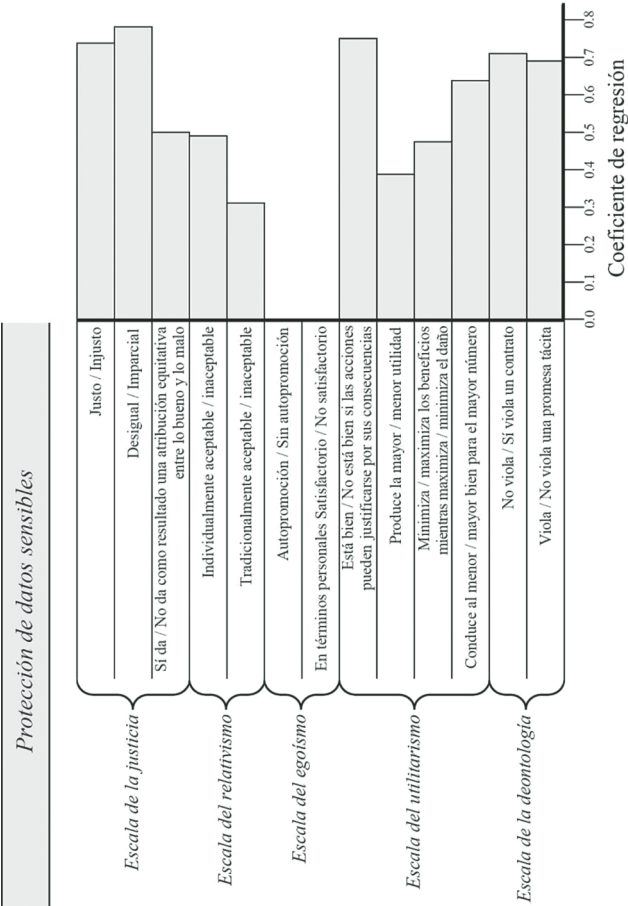 Protección de datos sensibles
Escala de la justicia
Justo / Injusto
Desigual / Imparcial
Si da / No da como resultado una atribución equitativa
entre lo bueno y lo malo
Escala del relativismo
Individualmente aceptable / inaceptable
Tradicionalmente aceptable / inaceptable
Escala del egoísmo
Autopromoción / Sin autopromoción
En términos personales Satisfactorio / No satisfactorio
Escala del utilitarismo
Está bien / No está bien si las acciones
pueden justificarse por sus consecuencias
Produce la mayor / menor utilidad
Minimiza / maximiza los beneficios
mientras maximiza / minimiza el daño
Conduce al menor / mayor bien para el mayor número
Escala de la deontología
No viola / Sí viola un contrato
Viola / No viola una promesa tácita
0.0
0.1
0.2
0.3
0.4
0.5
0.6
0.7
0.8
Coeficiente de regresión